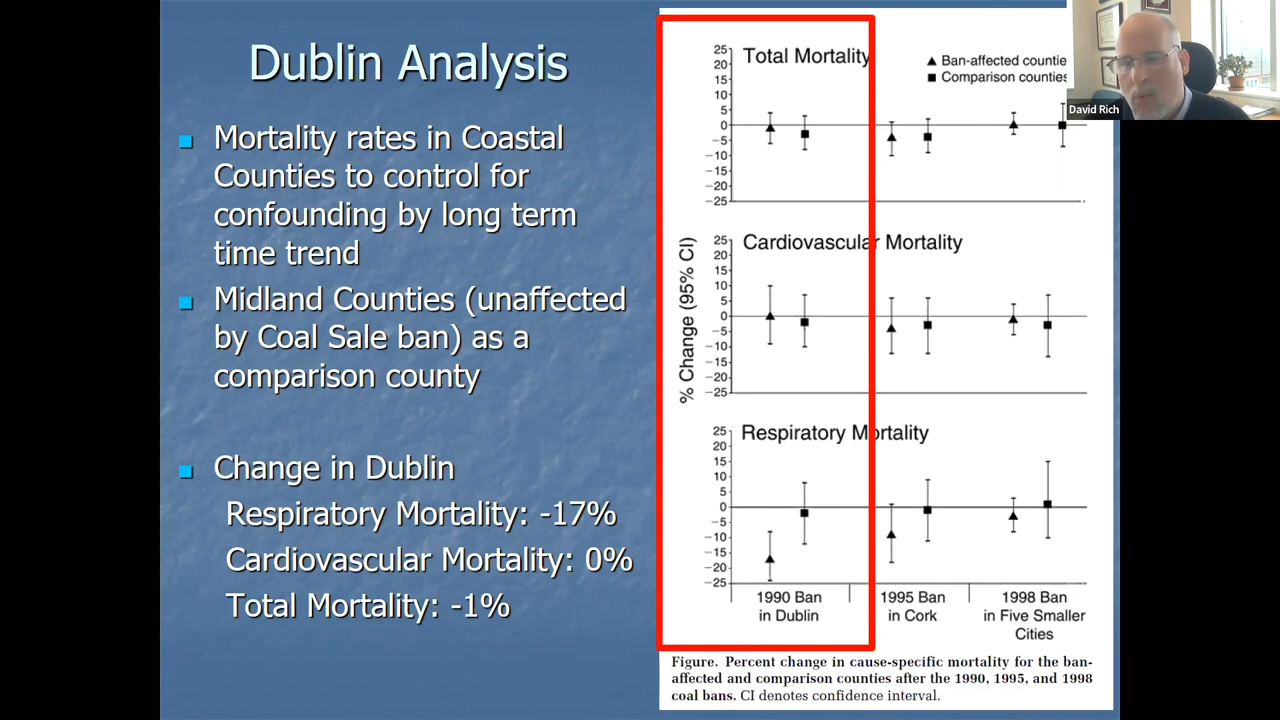 Dublin Analysis
Mortality rates in Coastal
Counties to control for
confounding by long term
time trend
Midland Counties (unaffected
by Coal Sale ban) as a
comparison county
Change in Dublin
Respiratory Mortality: -17%
Cardiovascular Mortality: 0%
Total Mortality: -1%
% Change (95% CI)
Total Mortality
Ban-affected countie
Comparison counties
25
20
15
10
5
0
−5
−10
−15
−20
−25
Cardiovascular Mortality
25
20
15
10
5
0
−5
−10
−15
−20
−25
Respiratory Mortality
25
20
15
10
5
0
−5
−10
−15
−20
−25
1990 Ban
in Dublin
1995 Ban
in Cork
1998 Ban
in Five Smaller
Cities
Figure. Percent change in cause-specific mortality for the ban-
affected and comparison counties after the 1990, 1995, and 1998
coal bans. CI denotes confidence interval.
David Rich